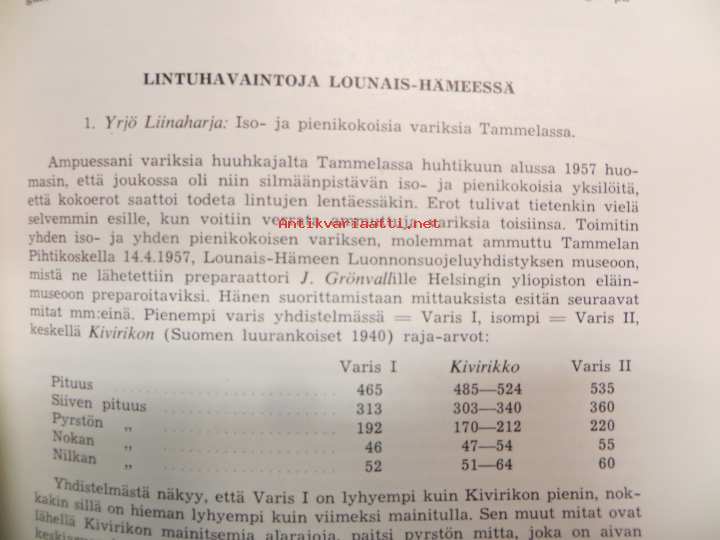 LINTUHAVAINTOJA LOUNAIS-HÄMEESSÄ
1. Yrjö Liinaharja: Iso- ja pienikokoisia variksia Tammelassa.
Ampuessani variksia huuhkajalta Tammelassa huhtikuun alussa 1957 huo-
masin, että joukossa oli niin silmäänpistävän iso- ja pienikokoisia yksilöitä,
että kokoerot saattoi todeta lintujen lentäessäkin. Erot tulivat tietenkin vielä
selvemmin esille, kun voitiin verrata ammuttuja variksia toisiinsa. Toimitin
Antikvariaatti.net
yhden iso- ja yhden pienikokoisen variksen, molemmat ammuttu Tammelan
Pihtikoskella 14.4.1957, Lounais-Hämeen Luonnonsuojeluyhdistyksen museoon,
mistä ne lähetettiin preparaattori J. Grönvallille Helsingin yliopiston eläin-
museoon preparoitaviksi. Hänen suorittamistaan mittauksista esitän seuraavat
mitat mm:einä. Pienempi varis yhdistelmässä = Varis I, isompi = Varis II,
keskellä Kivirikon (Suomen luurankoiset 1940) raja-arvot:
Varis I Kivirikko Varis II
Pituus 465 485—524 535
Siiven pituus 313 303—340 360
Pyrstön „ 192 170—212 220
Nokan „ 46 47—54 55
Nilkan „ 52 51—64 60
Yhdistelmästä näkyy, että Varis I on lyhyempi kuin Kivirikon pienin, nok-
kakin sillä on hieman lyhyempi kuin viimeksi mainitulla. Sen muut mitat ovat
lähellä Kivirikon mainitsemia alarajoja, paitsi pyrstön mitta, joka on aivan